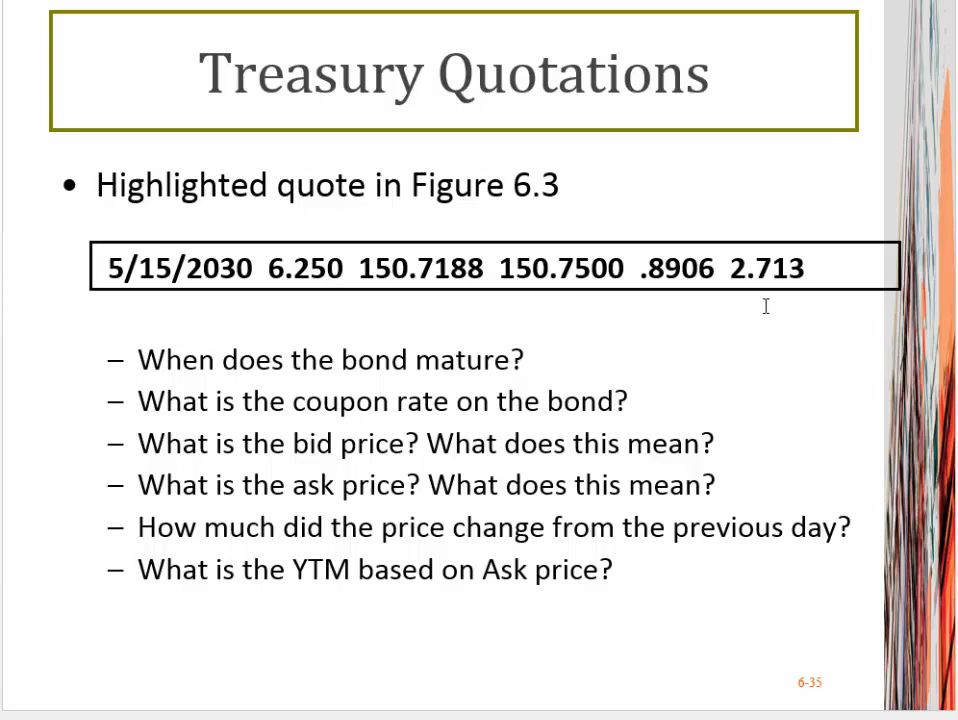 Treasury Quotations
• Highlighted quote in Figure 6.3
5/15/2030 6.250 150.7188 150.7500 .8906 2.713
– When does the bond mature?
– What is the coupon rate on the bond?
– What is the bid price? What does this mean?
– What is the ask price? What does this mean?
– How much did the price change from the previous day?
– What is the YTM based on Ask price?
6-35